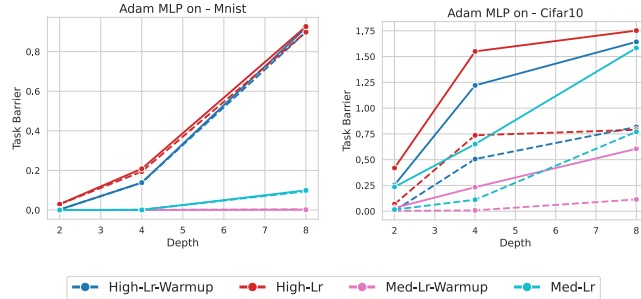 Adam MLP on - Mnist
Task Barrier
0.8
0.6
0.4
0.2
0.0
2
3
4
5
6
7
8
Depth
Adam MLP on - Cifar10
Task Barrier
1.75
1.50
1.25
1.00
0.75
0.50
0.25
0.00
2
3
4
5
6
7
8
Depth
High-Lr-Warmup
High-Lr
Med-Lr-Warmup
Med-Lr